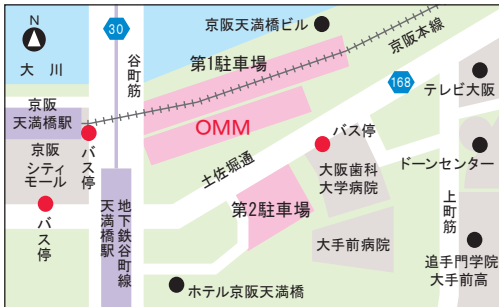 N
大川
30
谷町筋
京阪天満橋ビル
京阪本線
第1駐車場
168
テレビ大阪
京阪
天満橋駅
OMM
バス停
バス停
京阪
シティ
モール
土佐堀通
大阪歯科
大学病院
ドーンセンター
上町筋
第2駐車場
バス停
地下鉄谷町線
天満橋駅
大手前病院
追手門学院
大手前高
ホテル京阪天満橋